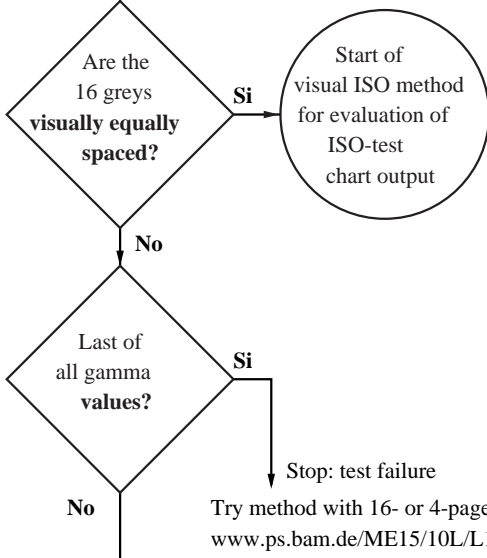 Are the
16 greys
visually equally
spaced?
Si
Start of
visual ISO method
for evaluation of
ISO-test
chart output
No
Last of
all gamma
values?
Si
Stop: test failure
No
Try method with 16- or 4-page
www.ps.bam.de/ME15/10L/L1